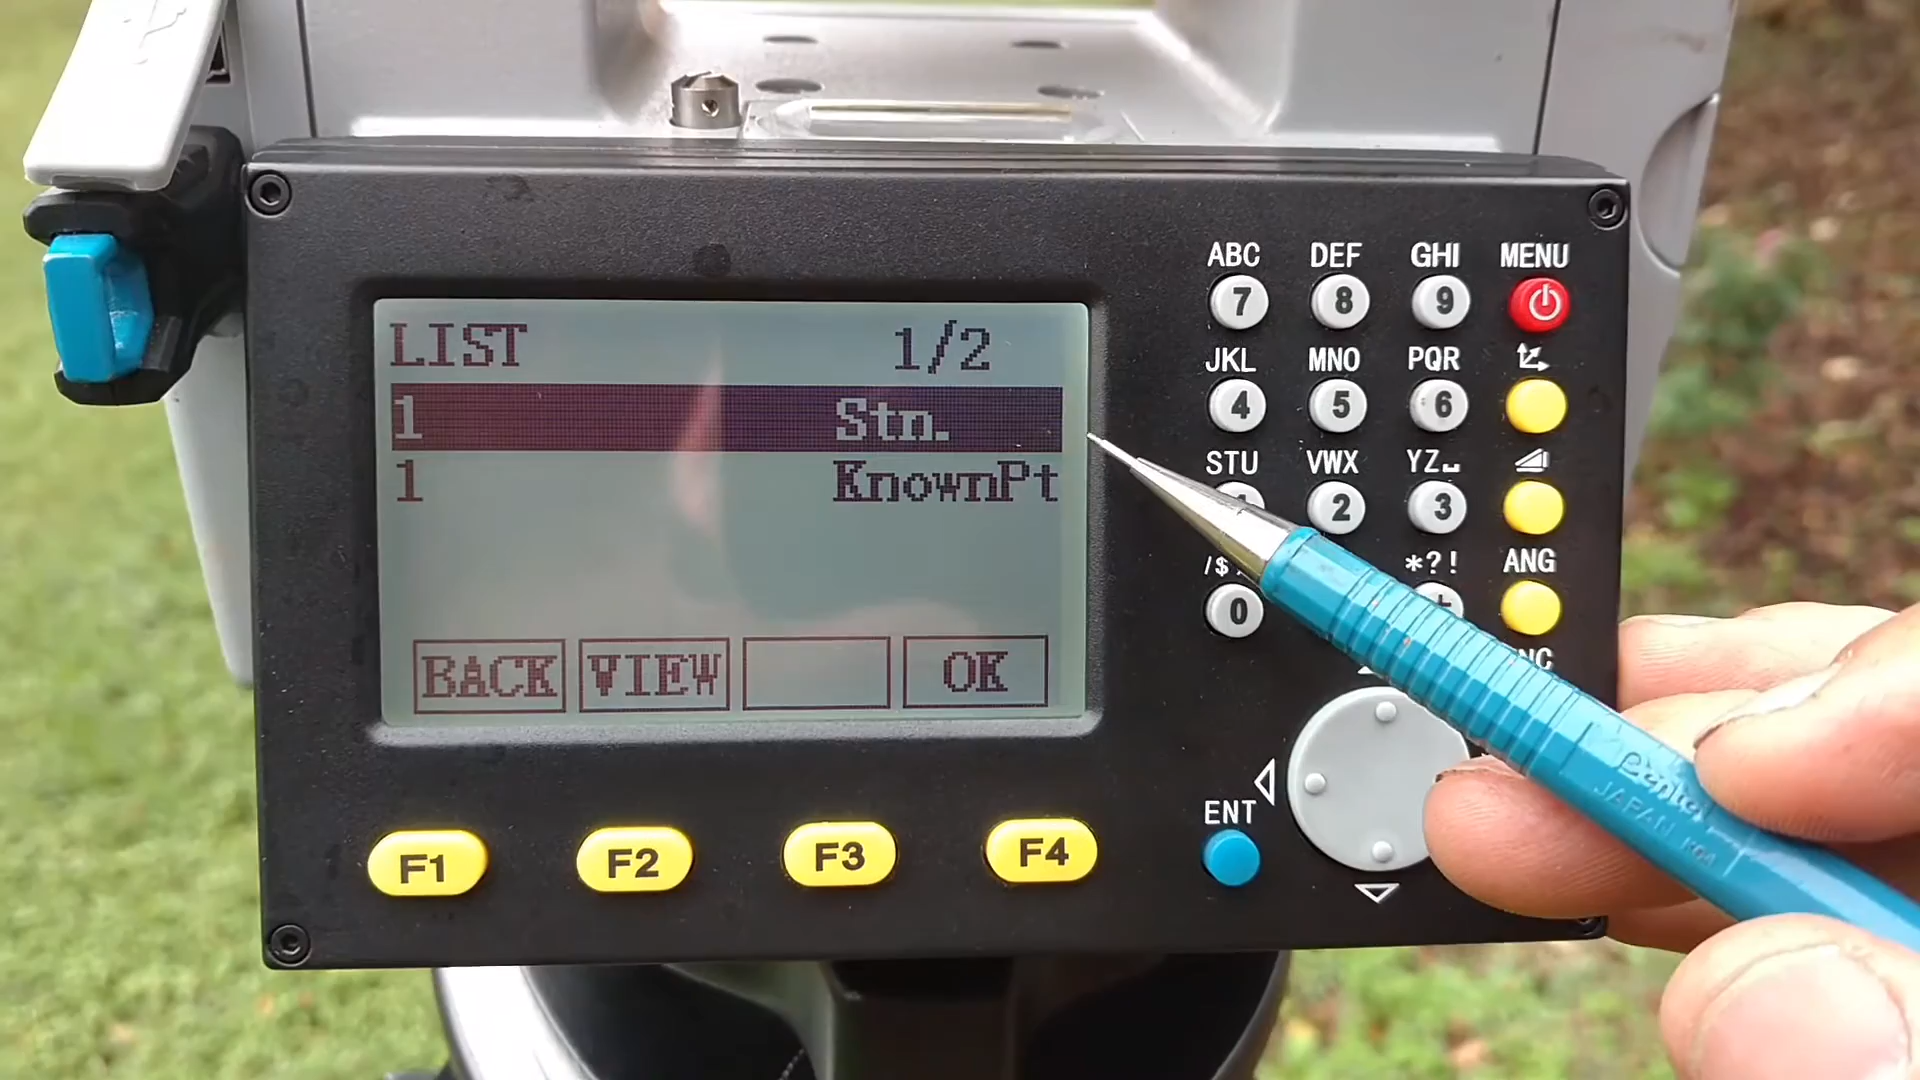 LIST 1/2
1 Stn.
1 KnownPt
BACK VIEW OK
F1 F2 F3 F4
ABC DEF GHI MENU
7 8 9
JKL MNO PQR
4 5 6
STU VWX YZ␣
1 2 3
/$ *?! ANG
0
ENT
Pentel
JAPAN